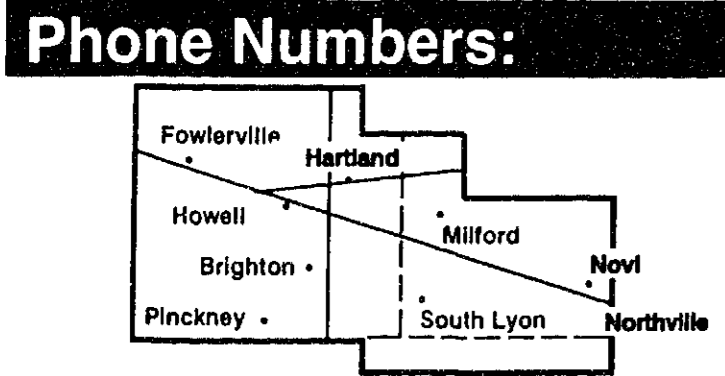 Phone Numbers:
Fowlerville
Hartland
Howell
Milford
Brighton
Novi
Pinckney
South Lyon
Northville